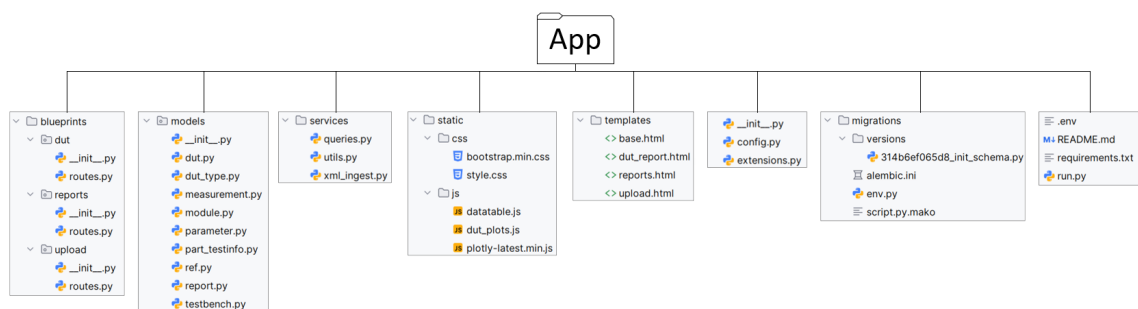 App
blueprints
dut
__init__.py
routes.py
reports
__init__.py
routes.py
upload
__init__.py
routes.py
models
__init__.py
dut.py
dut_type.py
measurement.py
module.py
parameter.py
part_testinfo.py
ref.py
report.py
testbench.py
services
queries.py
utils.py
xml_ingest.py
static
css
bootstrap.min.css
style.css
js
datatable.js
dut_plots.js
plotly-latest.min.js
templates
base.html
dut_report.html
reports.html
upload.html
__init__.py
config.py
extensions.py
migrations
versions
314b6ef065d8_init_schema.py
alembic.ini
env.py
script.py.mako
.env
README.md
requirements.txt
run.py